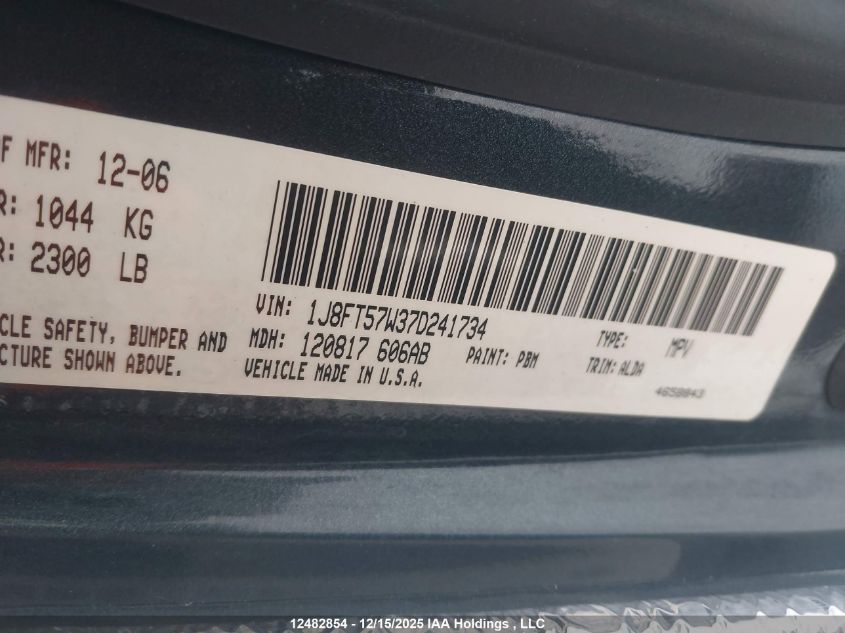 F MFR: 12-06
R: 1044 KG
R: 2300 LB
CLE SAFETY, BUMPER AND
CTURE SHOWN ABOVE.
VIN: 1J8FT57W37D241734
MDH: 120817 606AB
PAINT: PBM
VEHICLE MADE IN U.S.A.
TYPE: MPV
TRIM: ALDA
12482854 - 12/15/2025 IAA Holdings , LLC